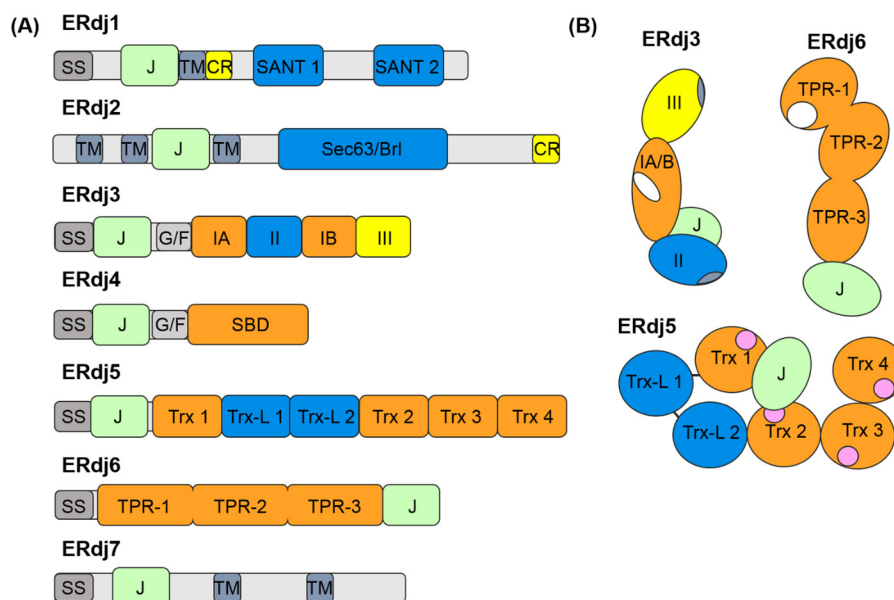 (A)
ERdj1
SS J TM CR SANT 1 SANT 2
ERdj2
TM TM J TM Sec63/Brl CR
ERdj3
SS J G/F IA II IB III
ERdj4
SS J G/F SBD
ERdj5
SS J Trx 1 Trx-L 1 Trx-L 2 Trx 2 Trx 3 Trx 4
ERdj6
SS TPR-1 TPR-2 TPR-3 J
ERdj7
SS J TM TM
(B)
ERdj3
III
IA/B
J
II
ERdj6
TPR-1
TPR-2
TPR-3
J
ERdj5
Trx 1 J Trx 4
Trx-L 1
Trx-L 2 Trx 2 Trx 3